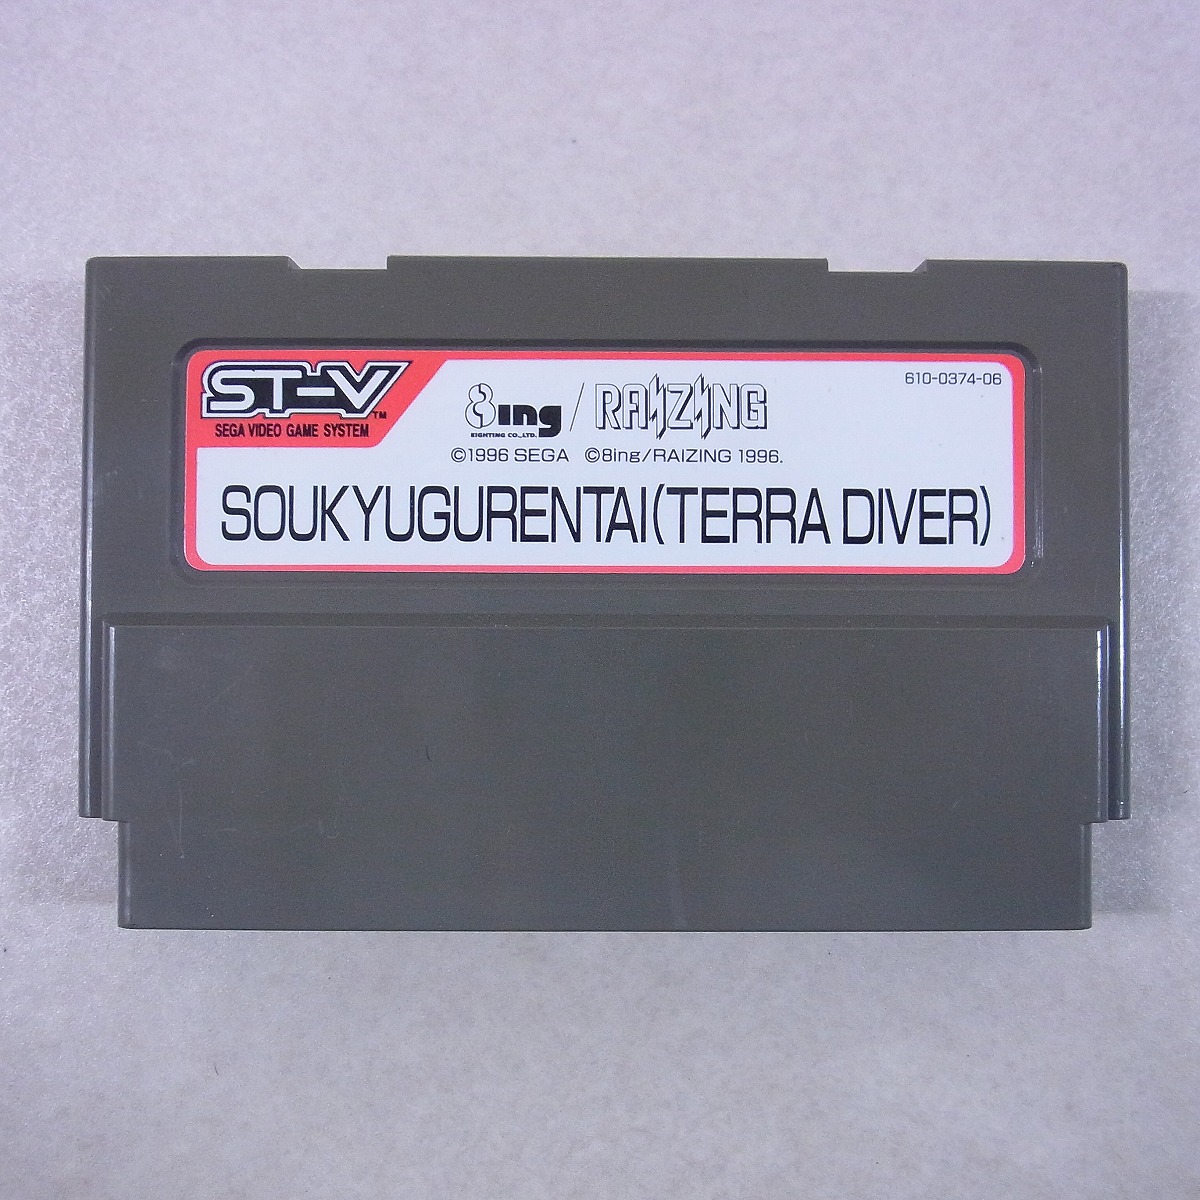 ST-V™
SEGA VIDEO GAME SYSTEM
8ing / RAIZING
EIGHTING CO.,LTD.
610-0374-06
©1996 SEGA ©8ing/RAIZING 1996.
SOUKYUGURENTAI(TERRA DIVER)